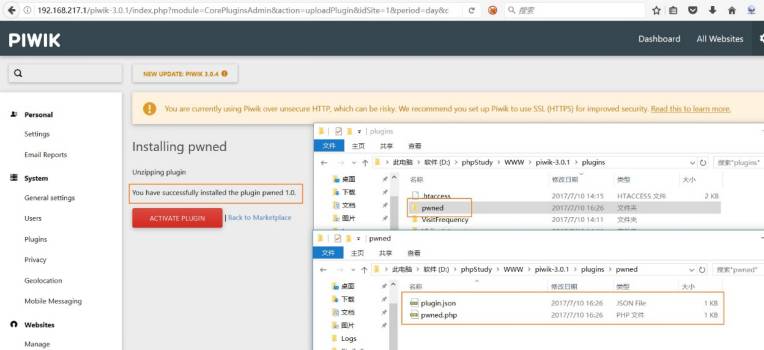 192.168.217.1/piwik-3.0.1/index.php?module=CorePluginsAdmin&action=uploadPlugin&idSite=1&period=day&c
搜索
PIWIK
Dashboard All Websites
NEW UPDATE: PIWIK 3.0.4
You are currently using Piwik over unsecure HTTP, which can be risky. We recommend you set up Piwik to use SSL (HTTPS) for improved security. Read this to learn more.
Personal
Settings
Email Reports
System
General settings
Users
Plugins
Privacy
Geolocation
Mobile Messaging
Websites
Manage
Installing pwned
Unzipping plugin
You have successfully installed the plugin pwned 1.0.
ACTIVATE PLUGIN | Back to Marketplace
plugins
文件 主页 共享 查看
此电脑 › 软件 (D:) › phpStudy › WWW › piwik-3.0.1 › plugins
搜索"plugins"
桌面
下载
文档
图片
名称 修改日期 类型 大小
.htaccess 2017/7/10 14:15 HTACCESS 文件 2 KB
pwned 2017/7/10 16:26 文件夹
VisitFrequency 2017/7/10 14:11 文件夹
pwned
文件 主页 共享 查看
此电脑 › 软件 (D:) › phpStudy › WWW › piwik-3.0.1 › plugins › pwned
搜索"pwned"
桌面
下载
文档
图片
Logs
名称 修改日期 类型 大小
plugin.json 2017/7/10 16:26 JSON File 1 KB
pwned.php 2017/7/10 16:26 PHP 文件 1 KB